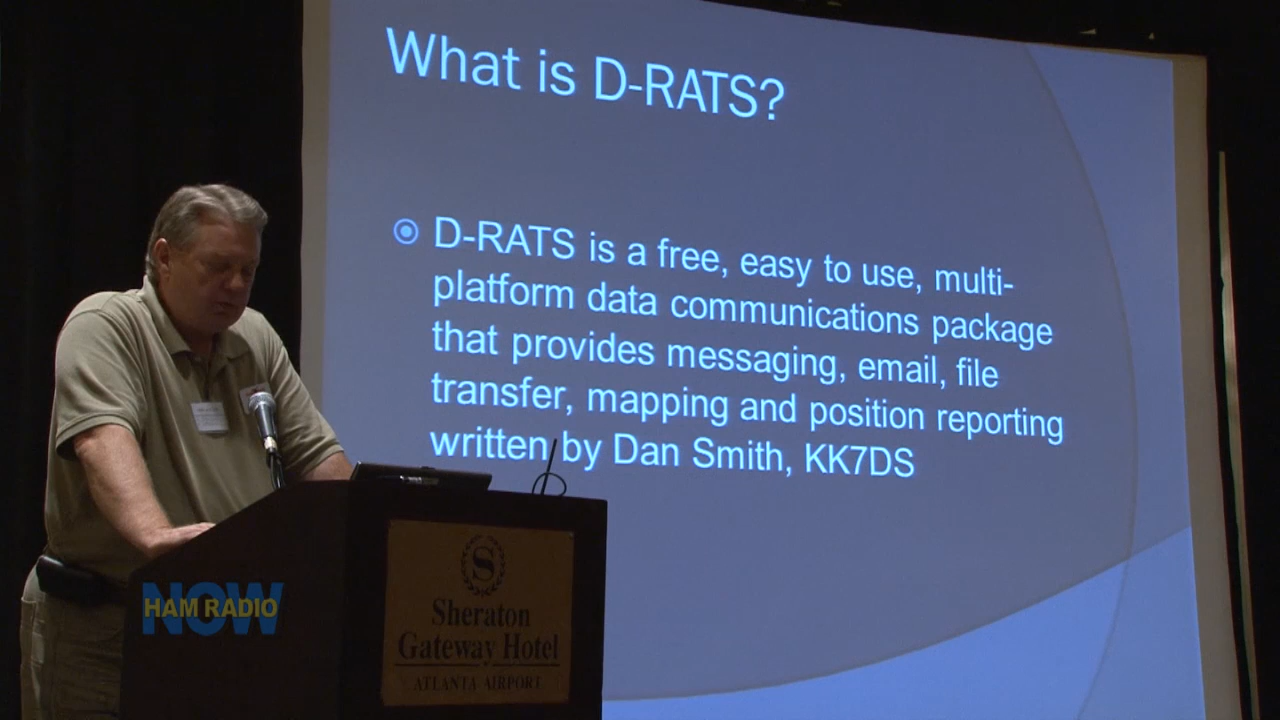 What is D-RATS?
D-RATS is a free, easy to use, multi-
platform data communications package
that provides messaging, email, file
transfer, mapping and position reporting
written by Dan Smith, KK7DS
NOW
HAM RADIO
S
Sheraton
Gateway Hotel
ATLANTA AIRPORT